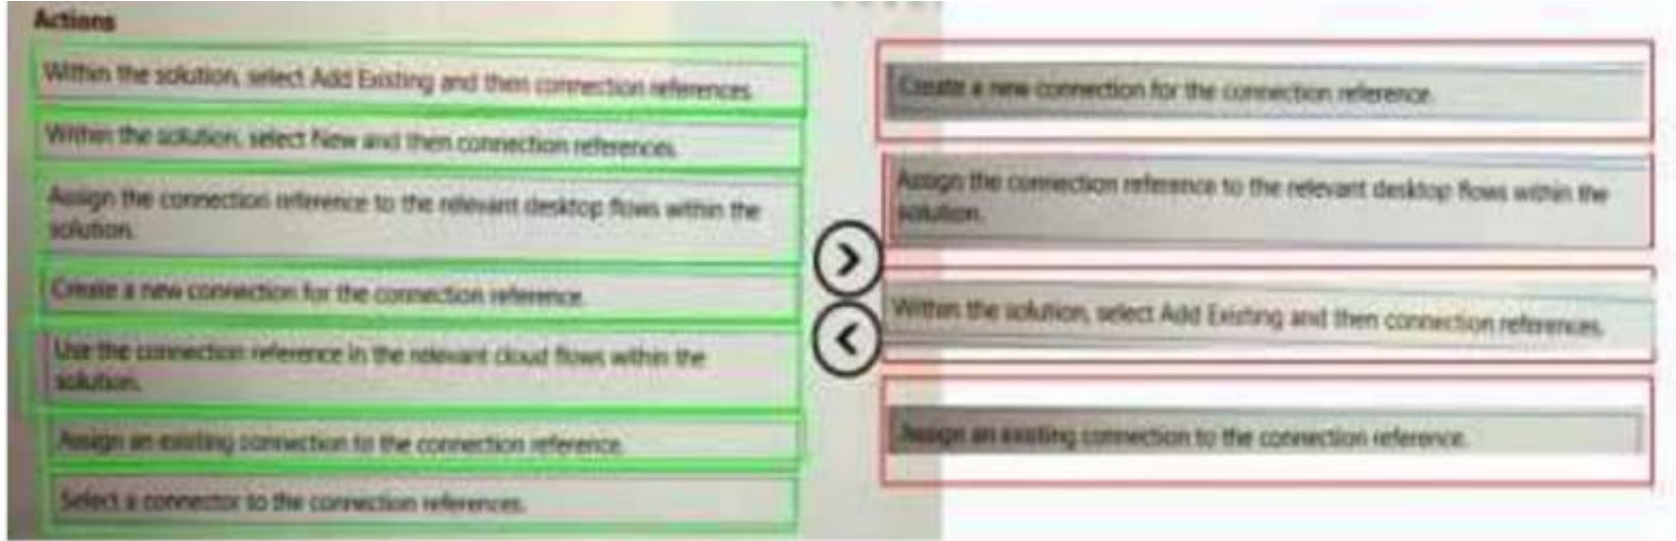 Actions
Within the solution, select Add Existing and then connection references
Within the solution, select New and then connection references.
Assign the connection reference to the relevant desktop flows within the
solution.
Create a new connection for the connection reference.
Use the connection reference in the relevant cloud flows within the
solution.
Assign an existing connection to the connection reference.
Select a connector to the connection references.
Create a new connection for the connection reference.
Assign the connection reference to the relevant desktop flows within the
solution.
Within the solution, select Add Existing and then connection references.
Assign an existing connection to the connection reference.